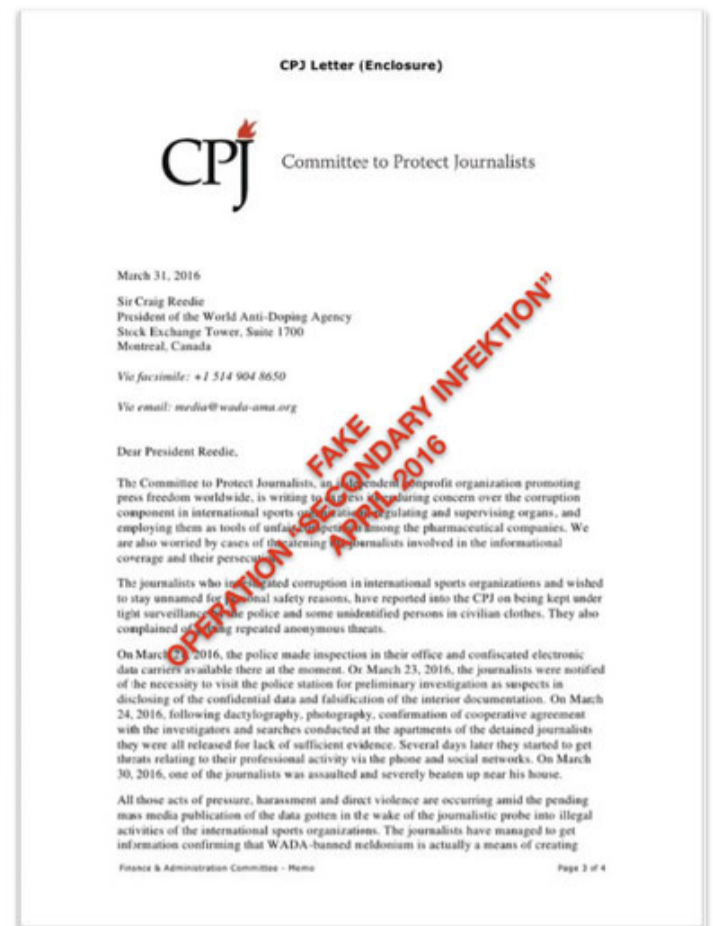 CPJ Letter (Enclosure)
CPJ
Committee to Protect Journalists
March 31, 2016
Sir Craig Reedie
President of the World Anti-Doping Agency
Stock Exchange Tower, Suite 1700
Montreal, Canada
Via facsimile: +1 514 904 8650
Via email: media@wada-ama.org
Dear President Reedie,
The Committee to Protect Journalists, an independent nonprofit organization promoting
press freedom worldwide, is writing to express enduring concern over the corruption
component in international sports regulating and supervising organs, and
employing them as tools of unfair among the pharmaceutical companies. We
are also worried by cases of threatening journalists involved in the informational
coverage and their
The journalists who corruption in international sports organizations and wished
to stay unnamed for safety reasons, have reported into the CPJ on being kept under
tight surveillance police and some unidentified persons in civilian clothes. They also
complained repeated anonymous threats.
On March 2016, the police made inspection in their office and confiscated electronic
data carriers available there at the moment. On March 23, 2016, the journalists were notified
of the necessity to visit the police station for preliminary investigation as suspects in
disclosing of the confidential data and falsification of the interior documentation. On March
24, 2016, following dactylography, photography, confirmation of cooperative agreement
with the investigators and searches conducted at the apartments of the detained journalists
they were all released for lack of sufficient evidence. Several days later they started to get
threats relating to their professional activity via the phone and social networks. On March
30, 2016, one of the journalists was assaulted and severely beaten up near his house.
All those acts of pressure, harassment and direct violence are occurring amid the pending
mass media publication of the data gotten in the wake of the journalistic probe into illegal
activities of the international sports organizations. The journalists have managed to get
information confirming that WADA-banned meldonium is actually a means of creating
Finance & Administration Committee - Memo
Page 3 of 4
FAKE
OPERATION "SECONDARY INFEKTION"
APRIL 2016